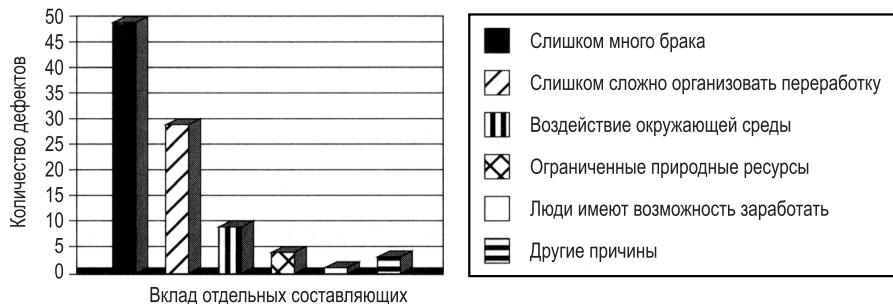 Количество дефектов
50
45
40
35
30
25
20
15
10
5
0
Вклад отдельных составляющих
Слишком много брака
Слишком сложно организовать переработку
Воздействие окружающей среды
Ограниченные природные ресурсы
Люди имеют возможность заработать
Другие причины